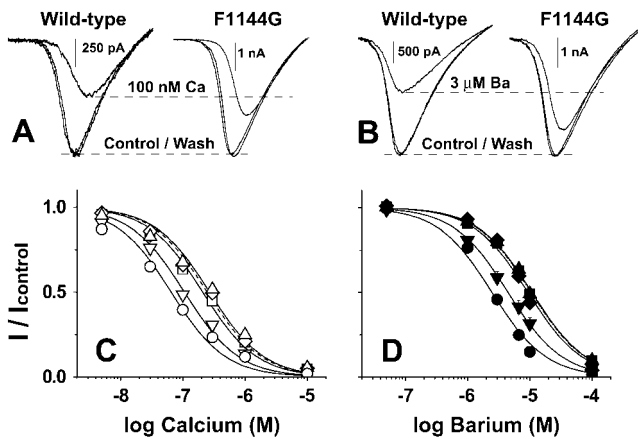 Wild-type F1144G Wild-type F1144G
250 pA 1 nA 500 pA 1 nA
100 nM Ca 3 µM Ba
A B
Control / Wash Control / Wash
1.0
I / Icontrol
0.5
C D
0.0
-8 -7 -6 -5 -7 -6 -5 -4
log Calcium (M) log Barium (M)